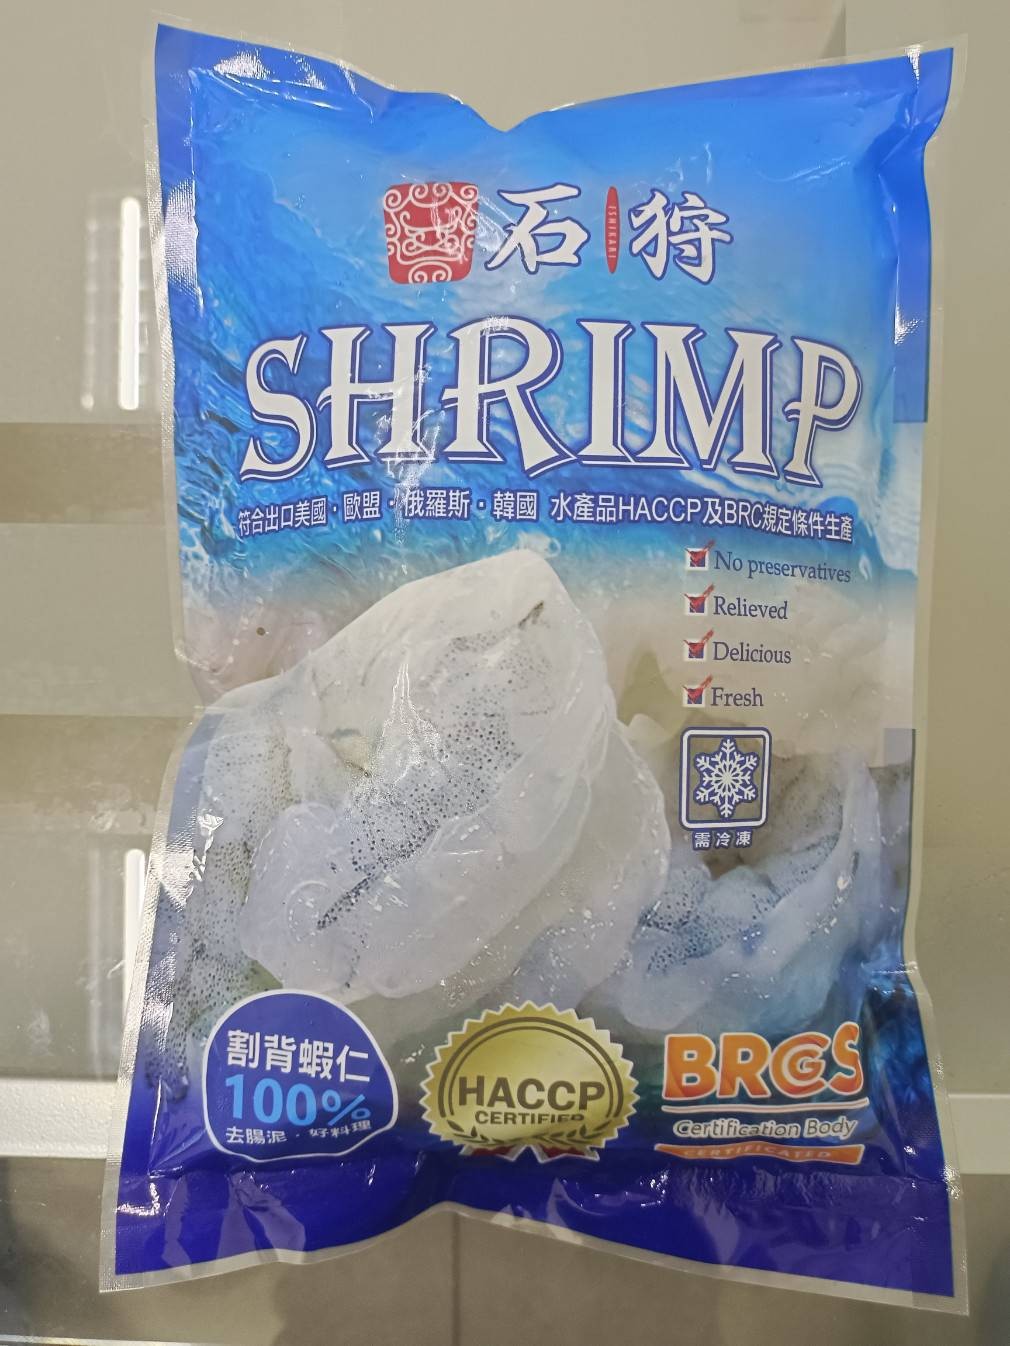 石狩
ISHIKARI
SHRIMP
符合出口美國・歐盟・俄羅斯・韓國 水產品HACCP及BRC規定條件生產
No preservatives
Relieved
Delicious
Fresh
需冷凍
割背蝦仁
100%
去腸泥・好料理
HACCP
CERTIFIED
BRCGS
Certification Body
CERTIFICATED